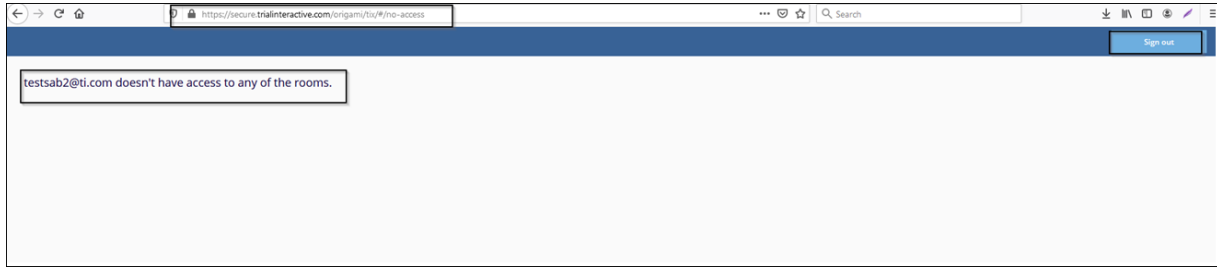 https://secure.trialinteractive.com/origami/tix/#/no-access
Search
Sign out
testsab2@ti.com doesn't have access to any of the rooms.